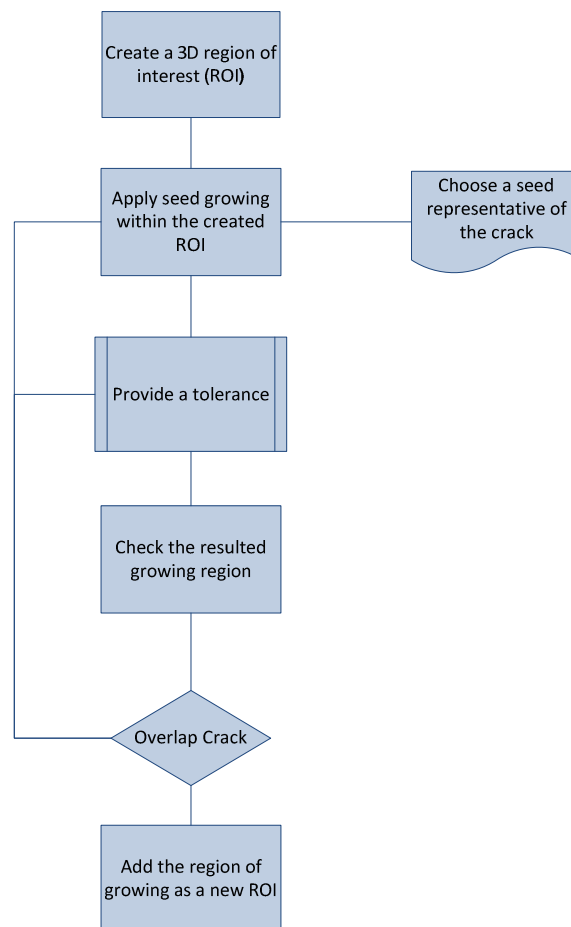 Create a 3D region of
interest (ROI)
Apply seed growing
within the created
ROI
Choose a seed
representative of
the crack
Provide a tolerance
Check the resulted
growing region
Overlap Crack
Add the region of
growing as a new ROI